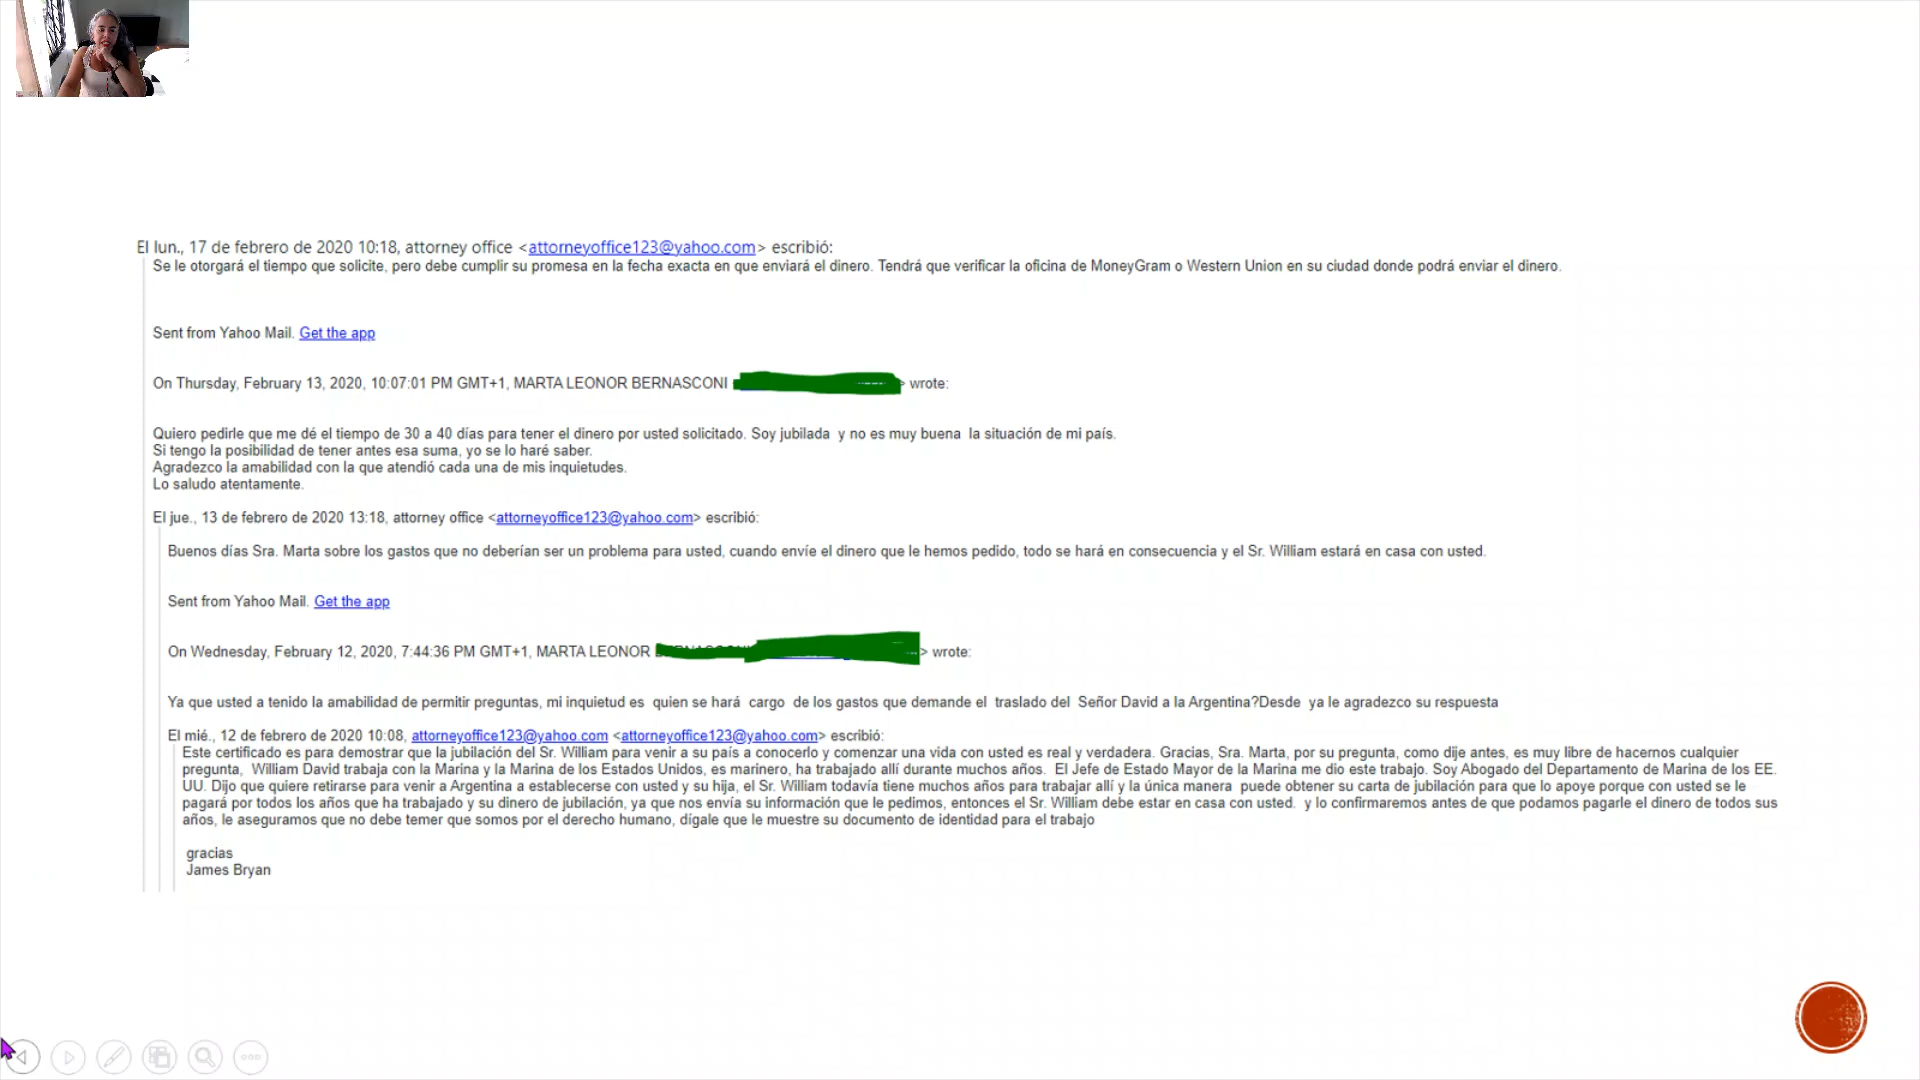 El lun., 17 de febrero de 2020 10:18, attorney office <attorneyoffice123@yahoo.com> escribió:
Se le otorgará el tiempo que solicite, pero debe cumplir su promesa en la fecha exacta en que enviará el dinero. Tendrá que verificar la oficina de MoneyGram o Western Union en su ciudad donde podrá enviar el dinero.
Sent from Yahoo Mail. Get the app
On Thursday, February 13, 2020, 10:07:01 PM GMT+1, MARTA LEONOR BERNASCONI > wrote:
Quiero pedirle que me dé el tiempo de 30 a 40 días para tener el dinero por usted solicitado. Soy jubilada y no es muy buena la situación de mi país.
Si tengo la posibilidad de tener antes esa suma, yo se lo haré saber.
Agradezco la amabilidad con la que atendió cada una de mis inquietudes.
Lo saludo atentamente.
El jue., 13 de febrero de 2020 13:18, attorney office <attorneyoffice123@yahoo.com> escribió:
Buenos días Sra. Marta sobre los gastos que no deberían ser un problema para usted, cuando envíe el dinero que le hemos pedido, todo se hará en consecuencia y el Sr. William estará en casa con usted.
Sent from Yahoo Mail. Get the app
On Wednesday, February 12, 2020, 7:44:36 PM GMT+1, MARTA LEONOR > wrote:
Ya que usted a tenido la amabilidad de permitir preguntas, mi inquietud es quien se hará cargo de los gastos que demande el traslado del Señor David a la Argentina?Desde ya le agradezco su respuesta
El mié., 12 de febrero de 2020 10:08, attorneyoffice123@yahoo.com <attorneyoffice123@yahoo.com> escribió:
Este certificado es para demostrar que la jubilación del Sr. William para venir a su país a conocerlo y comenzar una vida con usted es real y verdadera. Gracias, Sra. Marta, por su pregunta, como dije antes, es muy libre de hacernos cualquier
pregunta, William David trabaja con la Marina y la Marina de los Estados Unidos, es marinero, ha trabajado allí durante muchos años. El Jefe de Estado Mayor de la Marina me dio este trabajo. Soy Abogado del Departamento de Marina de los EE.
UU. Dijo que quiere retirarse para venir a Argentina a establecerse con usted y su hija, el Sr. William todavía tiene muchos años para trabajar allí y la única manera puede obtener su carta de jubilación para que lo apoye porque con usted se le
pagará por todos los años que ha trabajado y su dinero de jubilación, ya que nos envía su información que le pedimos, entonces el Sr. William debe estar en casa con usted. y lo confirmaremos antes de que podamos pagarle el dinero de todos sus
años, le aseguramos que no debe temer que somos por el derecho humano, dígale que le muestre su documento de identidad para el trabajo
gracias
James Bryan